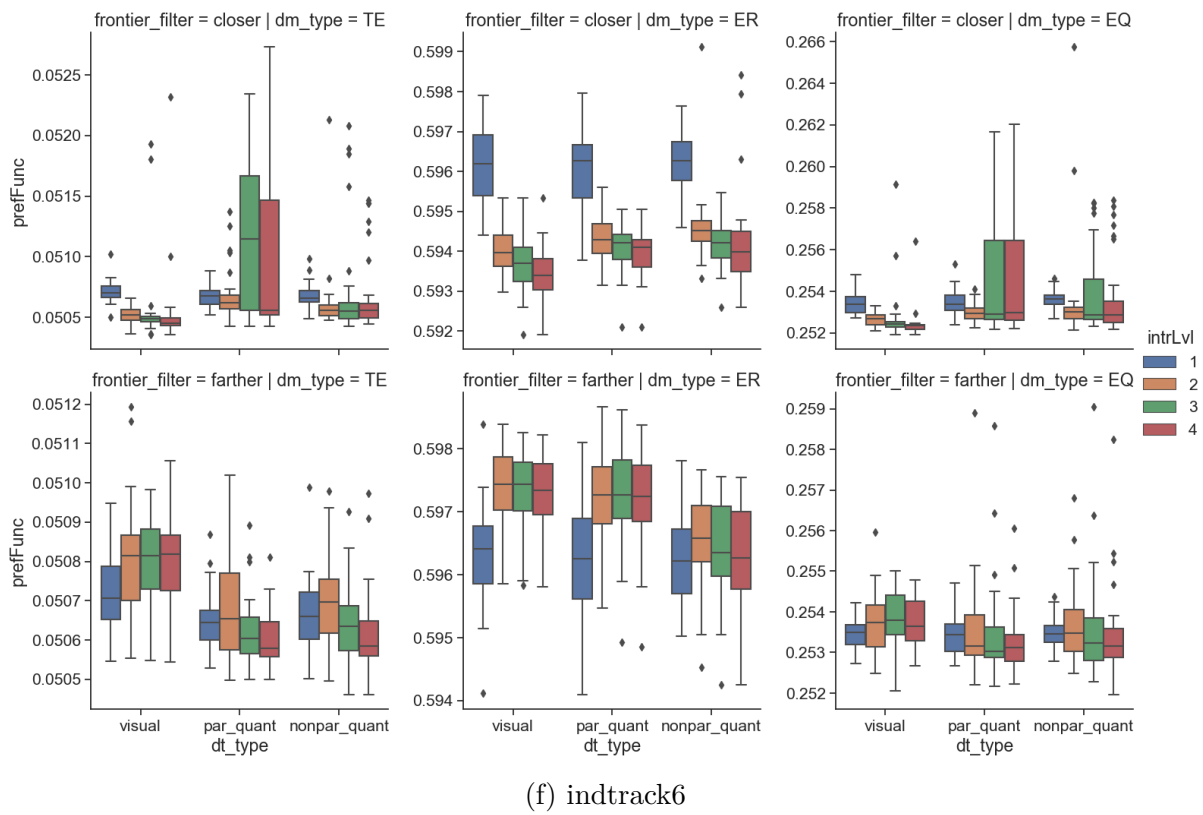 frontier_filter = closer | dm_type = TE
frontier_filter = closer | dm_type = ER
frontier_filter = closer | dm_type = EQ
prefFunc
0.0525
0.0520
0.0515
0.0510
0.0505
0.599
0.598
0.597
0.596
0.595
0.594
0.593
0.592
0.266
0.264
0.262
0.260
0.258
0.256
0.254
0.252
intrLvl
1
2
3
4
frontier_filter = farther | dm_type = TE
frontier_filter = farther | dm_type = ER
frontier_filter = farther | dm_type = EQ
prefFunc
0.0512
0.0511
0.0510
0.0509
0.0508
0.0507
0.0506
0.0505
0.598
0.597
0.596
0.595
0.594
0.259
0.258
0.257
0.256
0.255
0.254
0.253
0.252
visual par_quant nonpar_quant
dt_type
visual par_quant nonpar_quant
dt_type
visual par_quant nonpar_quant
dt_type
(f) indtrack6